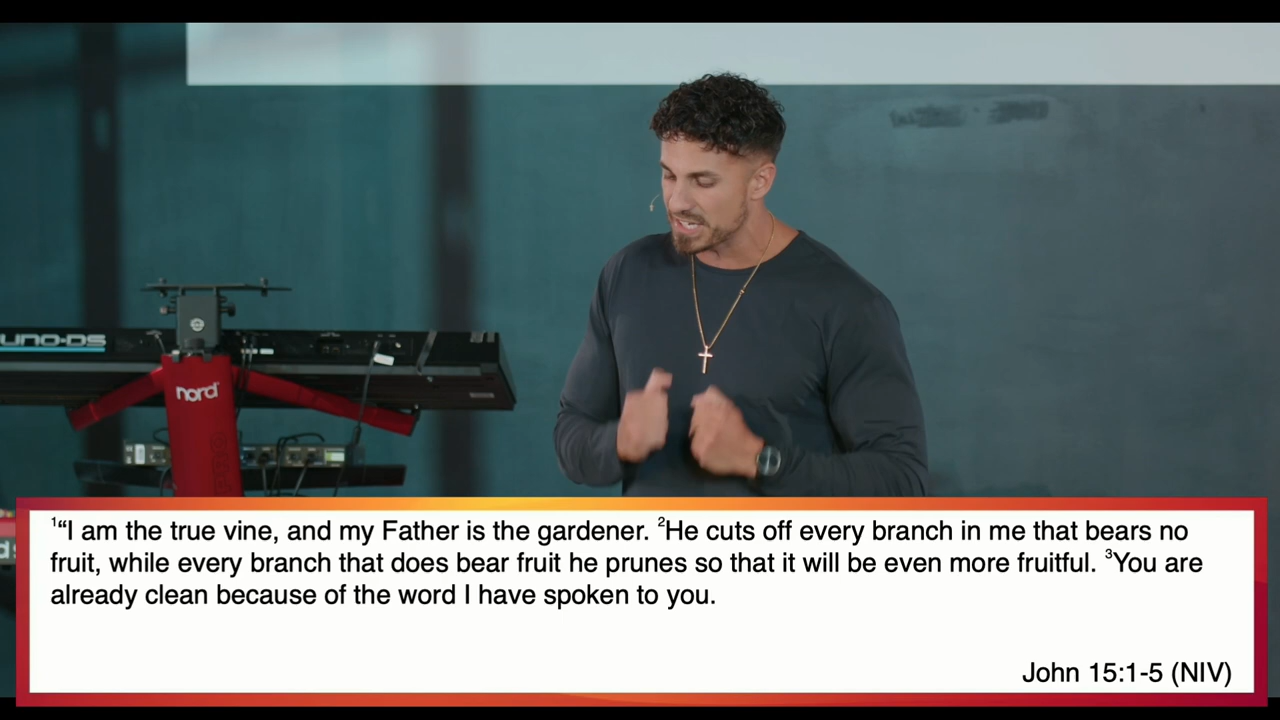 UNO-DS
nord
ds
¹“I am the true vine, and my Father is the gardener. ²He cuts off every branch in me that bears no
fruit, while every branch that does bear fruit he prunes so that it will be even more fruitful. ³You are
already clean because of the word I have spoken to you.
John 15:1-5 (NIV)